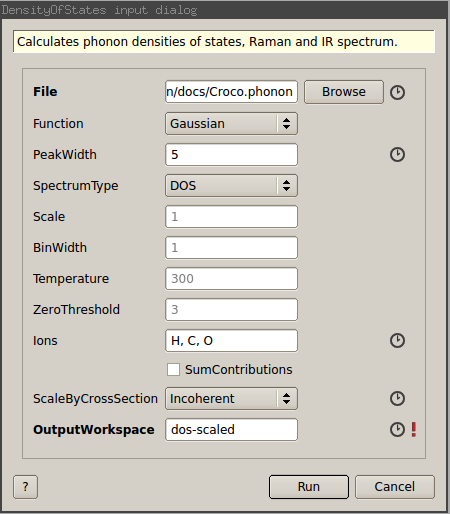 DensityOfStates input dialog
Calculates phonon densities of states, Raman and IR spectrum.
File n/docs/Croco.phonon Browse
Function Gaussian
PeakWidth 5
SpectrumType DOS
Scale 1
BinWidth 1
Temperature 300
ZeroThreshold 3
Ions H, C, O
SumContributions
ScaleByCrossSection Incoherent
OutputWorkspace dos-scaled !
? Run Cancel